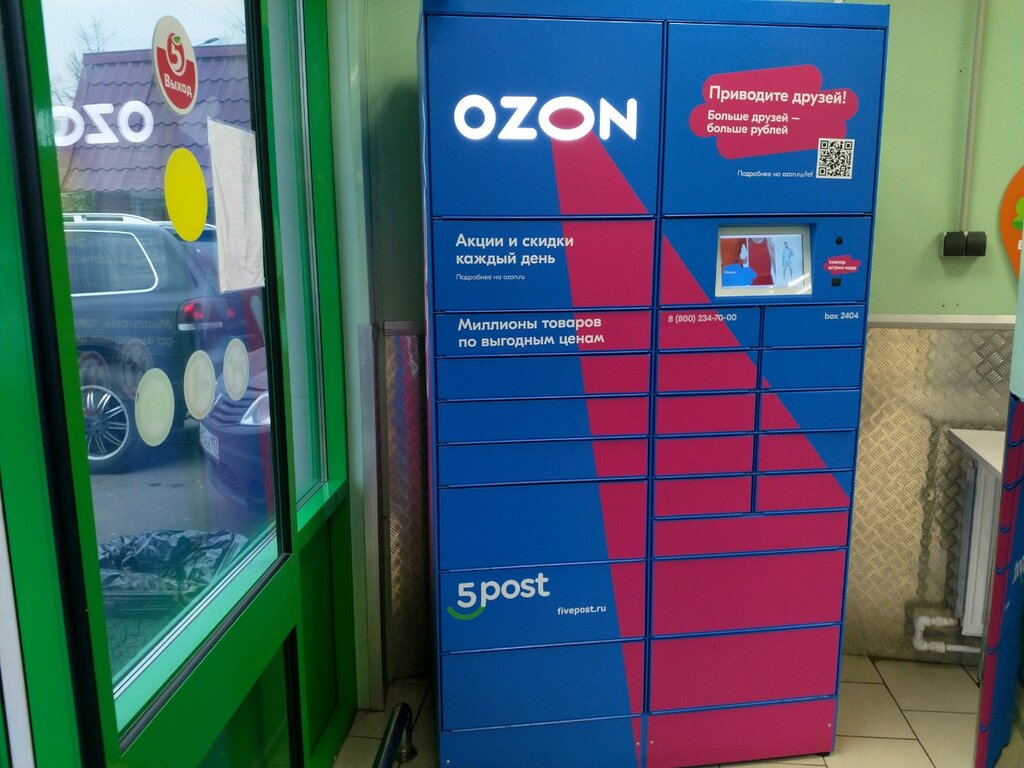 5
Выход
OZON
OZON
Приводите друзей!
Больше друзей —
больше рублей
Подробнее на ozon.ru/ref
Акции и скидки
каждый день
Подробнее на ozon.ru
сканер
штрих-кода
Миллионы товаров
по выгодным ценам
8 (800) 234-70-00
box 2404
5post
fivepost.ru